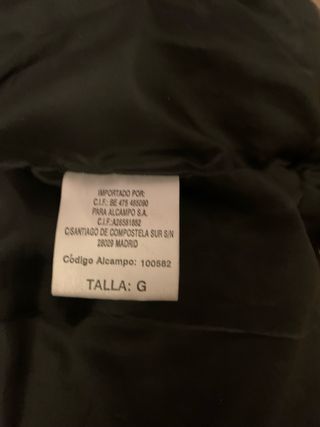 IMPORTADO POR:
C.I.F.: BE 475 465090
PARA ALCAMPO S.A.
C.I.F.:A28581882
C/SANTIAGO DE COMPOSTELA SUR S/N
28029 MADRID
Código Alcampo: 100582
TALLA: G